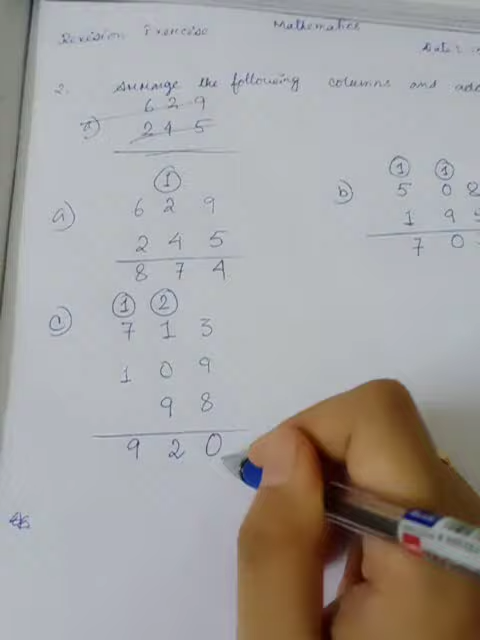 Revision Exercise Mathematics
Date:
2. Arrange the following columns and add
6 2 9
a) 2 4 5
1
a) 6 2 9
2 4 5
8 7 4
1 1
b) 5 0 8
1 9
7 0
1 2
c) 7 1 3
1 0 9
9 8
9 2 0